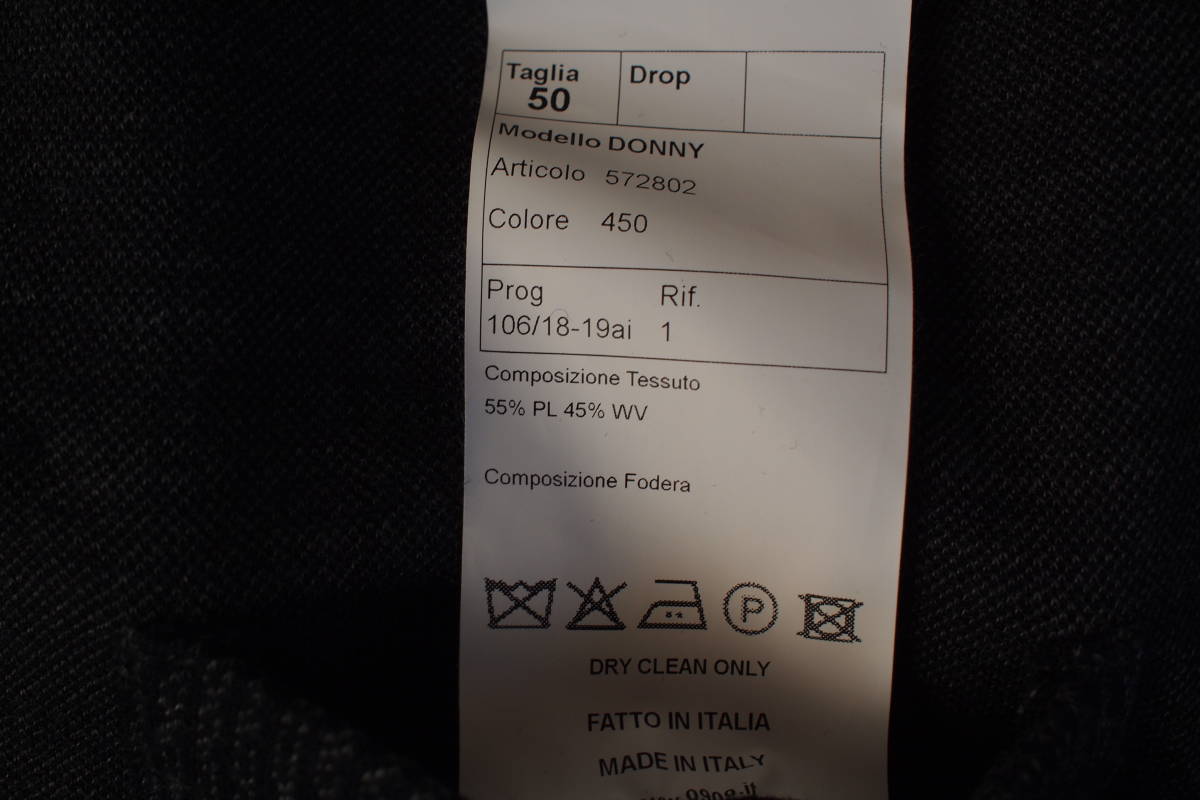 Taglia Drop
50
Modello DONNY
Articolo 572802
Colore 450
Prog Rif.
106/18-19ai 1
Composizione Tessuto
55% PL 45% WV
Composizione Fodera
P
DRY CLEAN ONLY
FATTO IN ITALIA
MADE IN ITALY